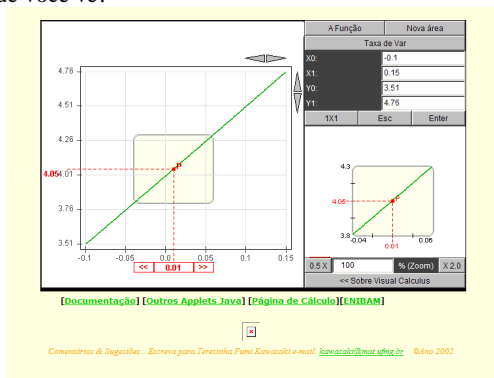 que você vê.
A Função Nova área
Taxa de Var
X0: -0.1
X1: 0.15
Y0: 3.51
Y1: 4.76
1X1 Esc Enter
4.76
4.51
4.26
4.05 4.01
3.76
3.51
P
-0.1 -0.05 0.0 0.05 0.1 0.15
<< 0.01 >>
4.3
4.05
3.8
P
-0.04 0.06
0.01
0.5 X 100 % (Zoom) X 2.0
<< Sobre Visual Calculus
[Documentação] [Outros Applets Java] [Página de Cálculo][ENIBAM]
Comentários & Sugestões.. Escreva para Terezinha Fumi Kawasaki e-mail: kawasaki@mat.ufmg.br ©Ano 2002